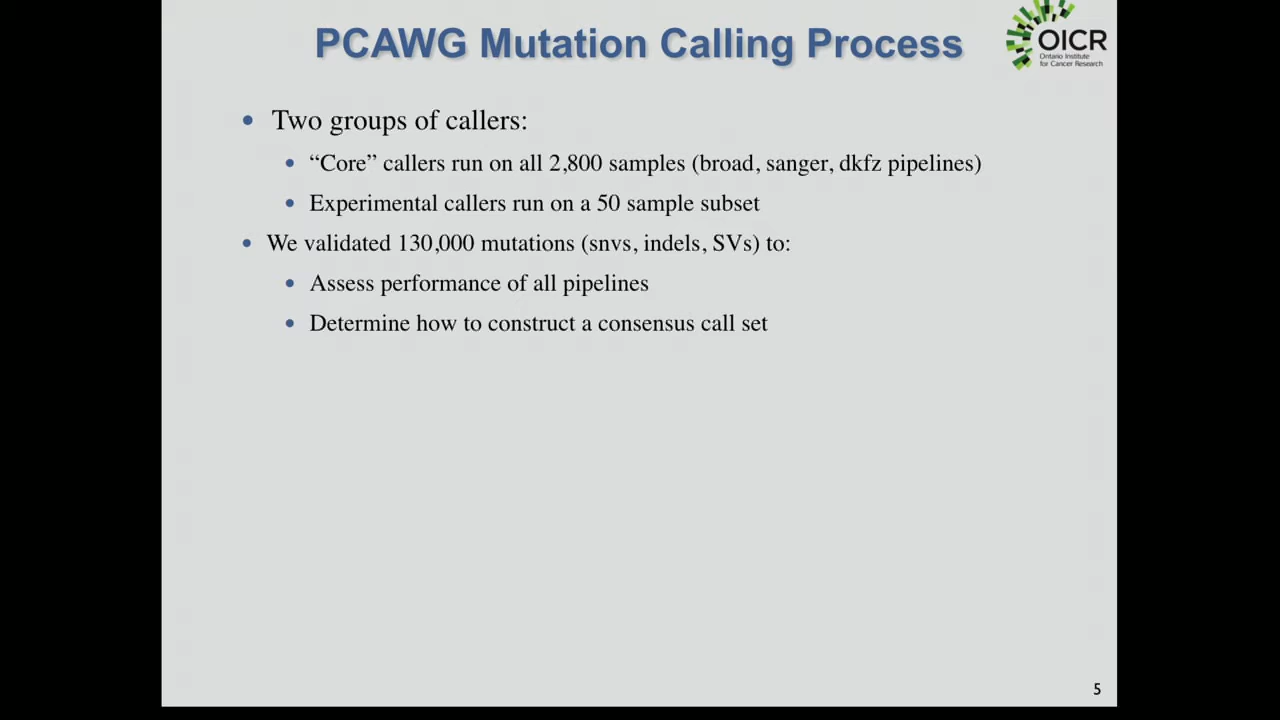 PCAWG Mutation Calling Process
OICR
Ontario Institute
for Cancer Research
• Two groups of callers:
• “Core” callers run on all 2,800 samples (broad, sanger, dkfz pipelines)
• Experimental callers run on a 50 sample subset
• We validated 130,000 mutations (snvs, indels, SVs) to:
• Assess performance of all pipelines
• Determine how to construct a consensus call set
5